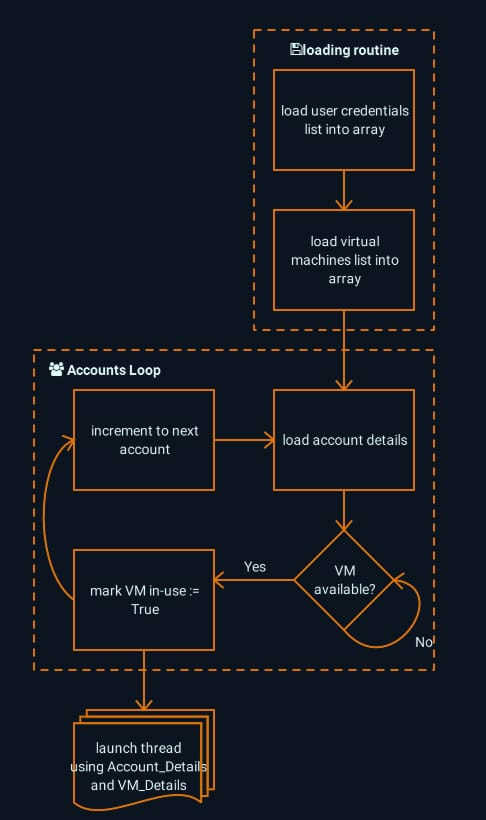 loading routine
load user credentials
list into array
load virtual
machines list into
array
Accounts Loop
increment to next
account
load account details
VM
available?
Yes
No
mark VM in-use :=
True
launch thread
using Account_Details
and VM_Details